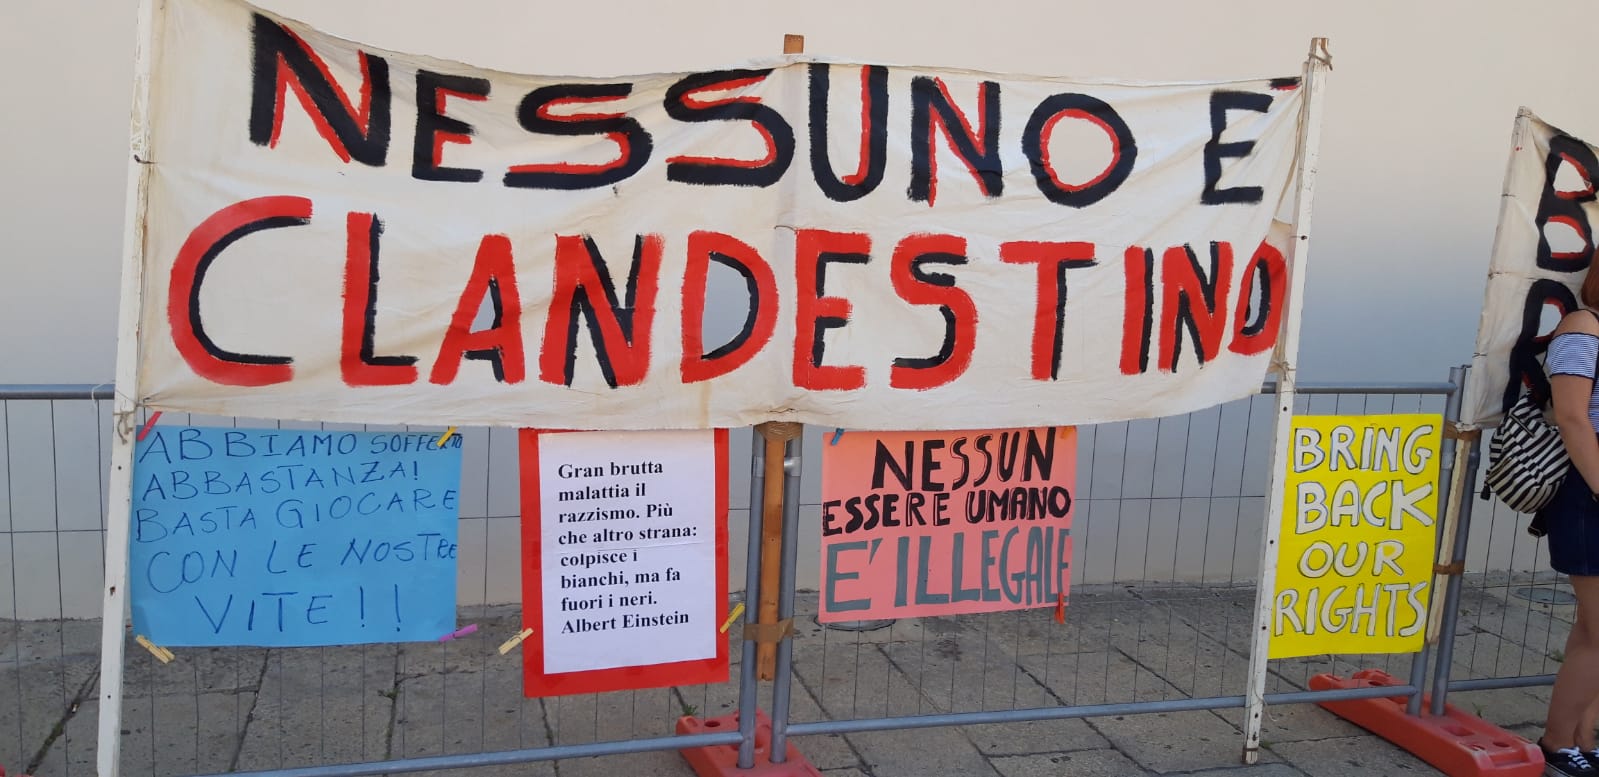 NESSUNO È
CLANDESTINO
ABBIAMO SOFFERTO
ABBASTANZA!
BASTA GIOCARE
CON LE NOSTRE
VITE!!
Gran brutta
malattia il
razzismo. Più
che altro strana:
colpisce i
bianchi, ma fa
fuori i neri.
Albert Einstein
NESSUN
ESSERE UMANO
E' ILLEGALE
BRING
BACK
OUR
RIGHTS